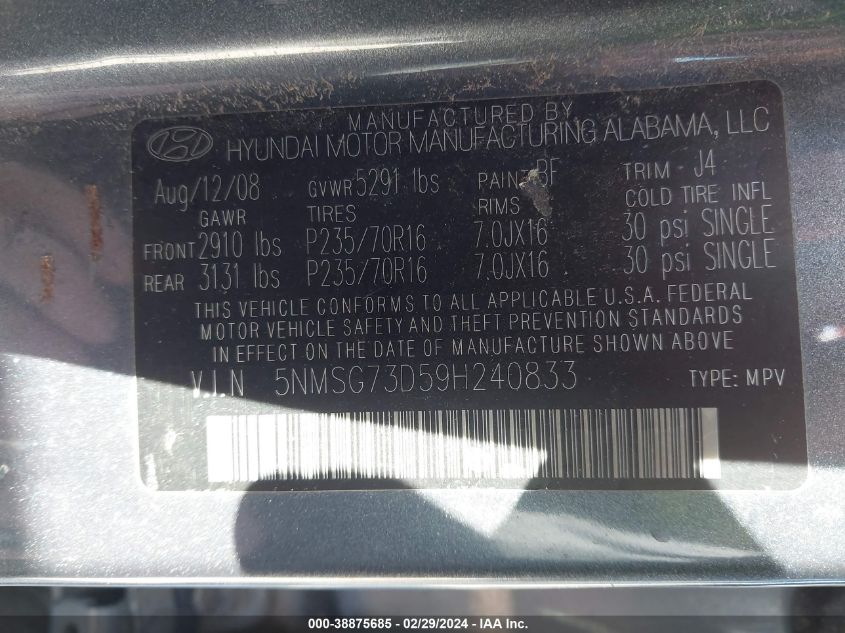 MANUFACTURED BY
HYUNDAI MOTOR MANUFACTURING ALABAMA, LLC
Aug/12/08 GVWR 5291 lbs PAINT BF TRIM - J4
GAWR TIRES RIMS COLD TIRE INFL
FRONT 2910 lbs P235/70R16 7.0JX16 30 psi SINGLE
REAR 3131 lbs P235/70R16 7.0JX16 30 psi SINGLE
THIS VEHICLE CONFORMS TO ALL APPLICABLE U.S.A. FEDERAL
MOTOR VEHICLE SAFETY AND THEFT PREVENTION STANDARDS
IN EFFECT ON THE DATE OF MANUFACTURE SHOWN ABOVE.
V.I.N 5NMSG73D59H240833 TYPE: MPV
000-38875685 - 02/29/2024 - IAA Inc.